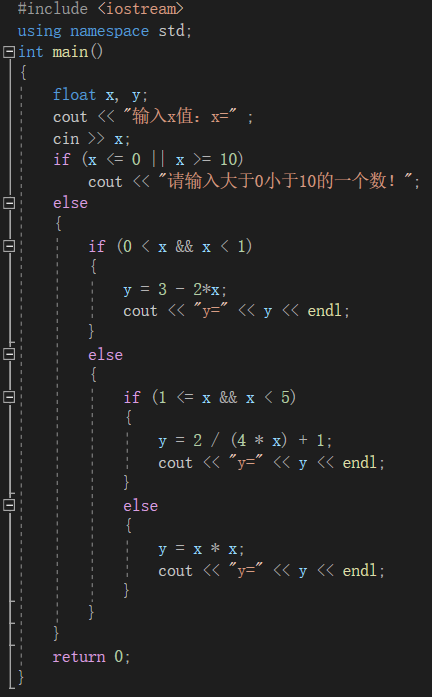 #include <iostream>
using namespace std;
int main()
{
    float x, y;
    cout << "输入x值：x=" ;
    cin >> x;
    if (x <= 0 || x >= 10)
        cout << "请输入大于0小于10的一个数！";
    else
    {
        if (0 < x && x < 1)
        {
            y = 3 - 2*x;
            cout << "y=" << y << endl;
        }
        else
        {
            if (1 <= x && x < 5)
            {
                y = 2 / (4 * x) + 1;
                cout << "y=" << y << endl;
            }
            else
            {
                y = x * x;
                cout << "y=" << y << endl;
            }
        }
    }
    return 0;
}